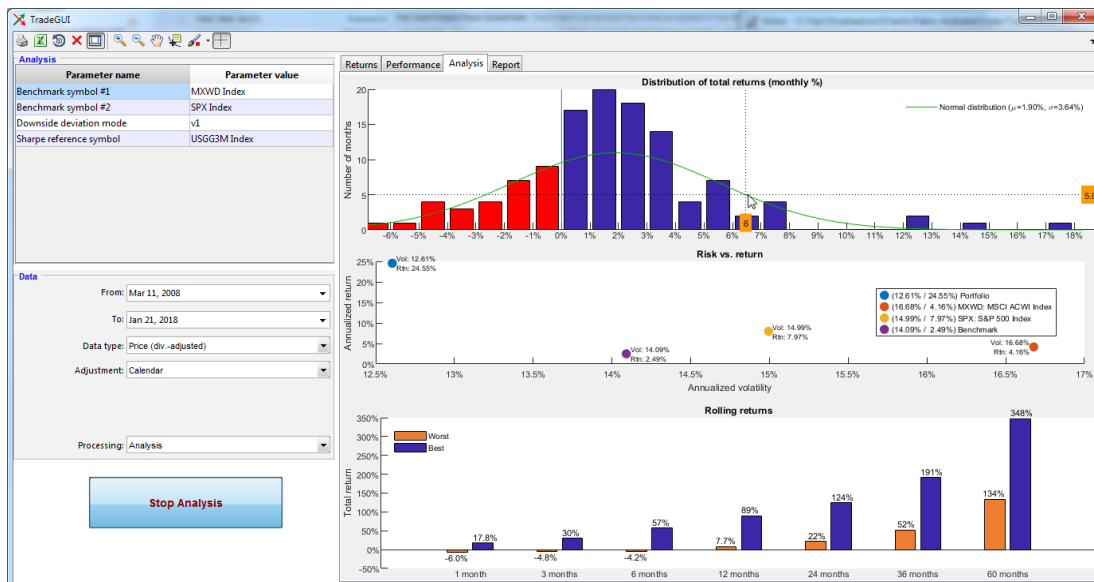 TradeGUI
Analysis
Parameter name Parameter value
Benchmark symbol #1 MXWD Index
Benchmark symbol #2 SPX Index
Downside deviation mode v1
Sharpe reference symbol USGG3M Index
Data
From: Mar 11, 2008
To: Jan 21, 2018
Data type: Price (div.-adjusted)
Adjustment: Calendar
Processing: Analysis
Stop Analysis
Returns Performance Analysis Report
Distribution of total returns (monthly %)
Normal distribution (μ=1.90%, σ=3.64%)
Number of months
20
15
10
5
0
5.0
6
-6% -5% -4% -3% -2% -1% 0% 1% 2% 3% 4% 5% 6% 7% 8% 9% 10% 11% 12% 13% 14% 15% 16% 17% 18%
Risk vs. return
Annualized return
25%
20%
15%
10%
5%
0%
Vol: 12.61%
Rtn: 24.55%
Vol: 14.09%
Rtn: 2.49%
Vol: 14.99%
Rtn: 7.97%
Vol: 16.68%
Rtn: 4.16%
(12.61% / 24.55%) Portfolio
(16.68% / 4.16%) MXWD: MSCI ACWI Index
(14.99% / 7.97%) SPX: S&P 500 Index
(14.09% / 2.49%) Benchmark
12.5% 13% 13.5% 14% 14.5% 15% 15.5% 16% 16.5% 17%
Annualized volatility
Rolling returns
Total return
350%
300%
250%
200%
150%
100%
50%
0%
-50%
Worst
Best
-6.0% 17.8% -4.8% 30% -4.2% 57% 7.7% 89% 22% 124% 52% 191% 134% 348%
1 month 3 months 6 months 12 months 24 months 36 months 60 months